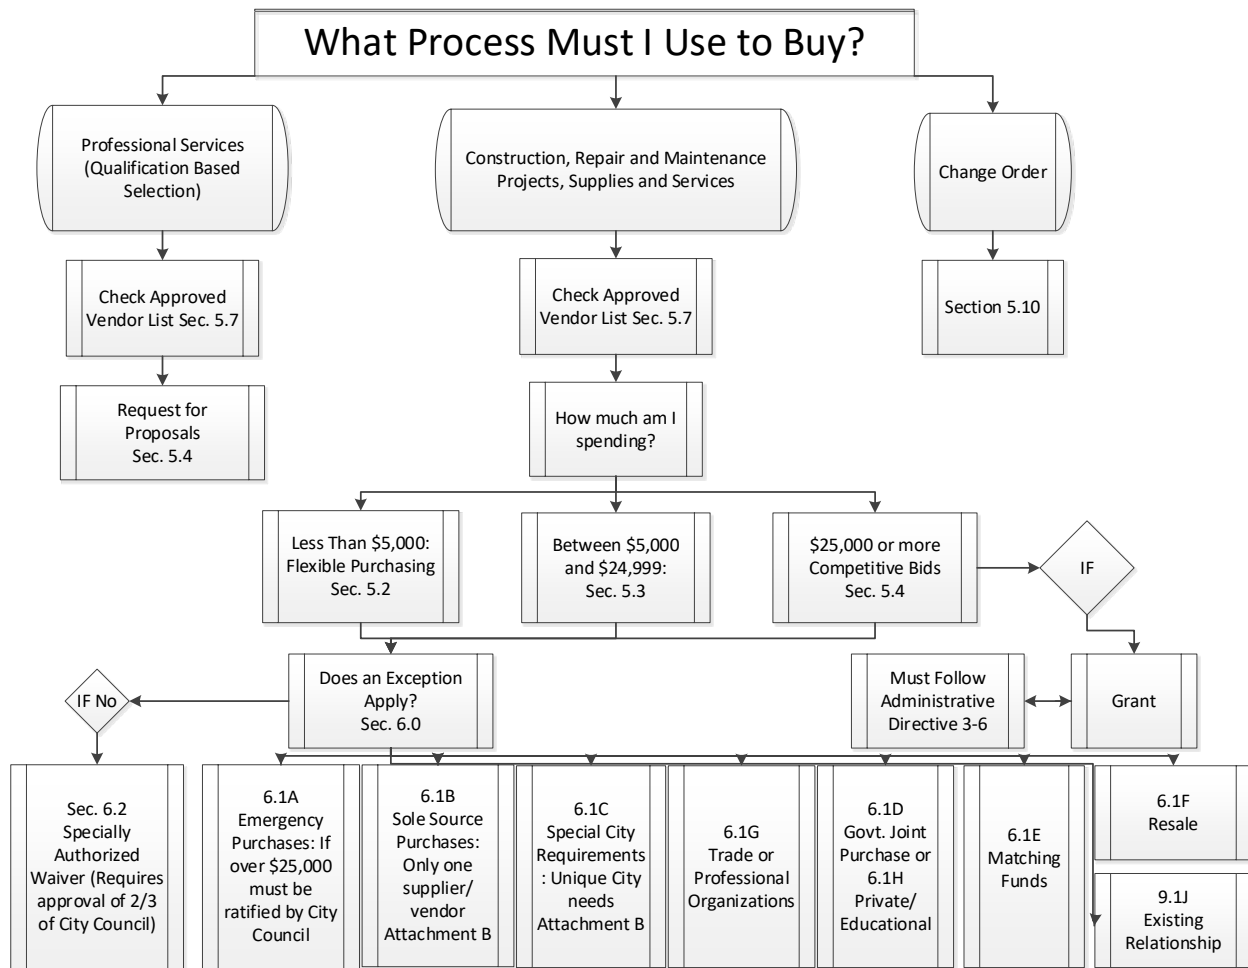 What Process Must I Use to Buy?
Professional Services
(Qualification Based
Selection)
Construction, Repair and Maintenance
Projects, Supplies and Services
Change Order
Check Approved
Vendor List Sec. 5.7
Check Approved
Vendor List Sec. 5.7
Section 5.10
Request for
Proposals
Sec. 5.4
How much am I
spending?
Less Than $5,000:
Flexible Purchasing
Sec. 5.2
Between $5,000
and $24,999:
Sec. 5.3
$25,000 or more
Competitive Bids
Sec. 5.4
IF
IF No
Does an Exception
Apply?
Sec. 6.0
Must Follow
Administrative
Directive 3-6
Grant
Sec. 6.2
Specially
Authorized
Waiver (Requires
approval of 2/3
of City Council)
6.1A
Emergency
Purchases: If
over $25,000
must be
ratified by City
Council
6.1B
Sole Source
Purchases:
Only one
supplier/
vendor
Attachment B
6.1C
Special City
Requirements
: Unique City
needs
Attachment B
6.1G
Trade or
Professional
Organizations
6.1D
Govt. Joint
Purchase or
6.1H
Private/
Educational
6.1E
Matching
Funds
6.1F
Resale
9.1J
Existing
Relationship